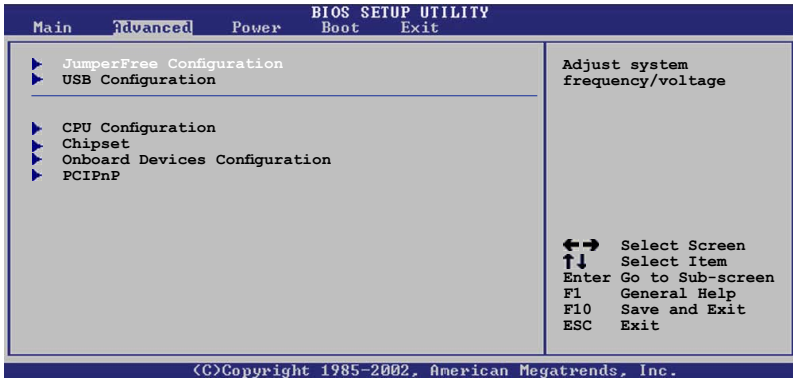 BIOS SETUP UTILITY
Main Advanced Power Boot Exit
JumperFree Configuration
USB Configuration
CPU Configuration
Chipset
Onboard Devices Configuration
PCIPnP
Adjust system
frequency/voltage
←→ Select Screen
↑↓ Select Item
Enter Go to Sub-screen
F1 General Help
F10 Save and Exit
ESC Exit
(C)Copyright 1985-2002, American Megatrends, Inc.